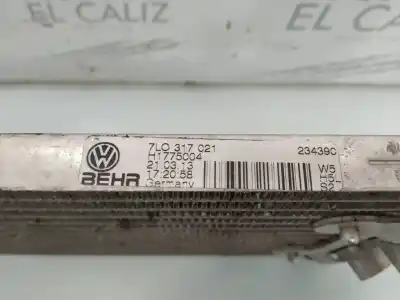 EL CALIZ
EL CA
7L0 317 021
23439C
H1775004
21.03.13
17:20:58
BEHR
Germany
W5